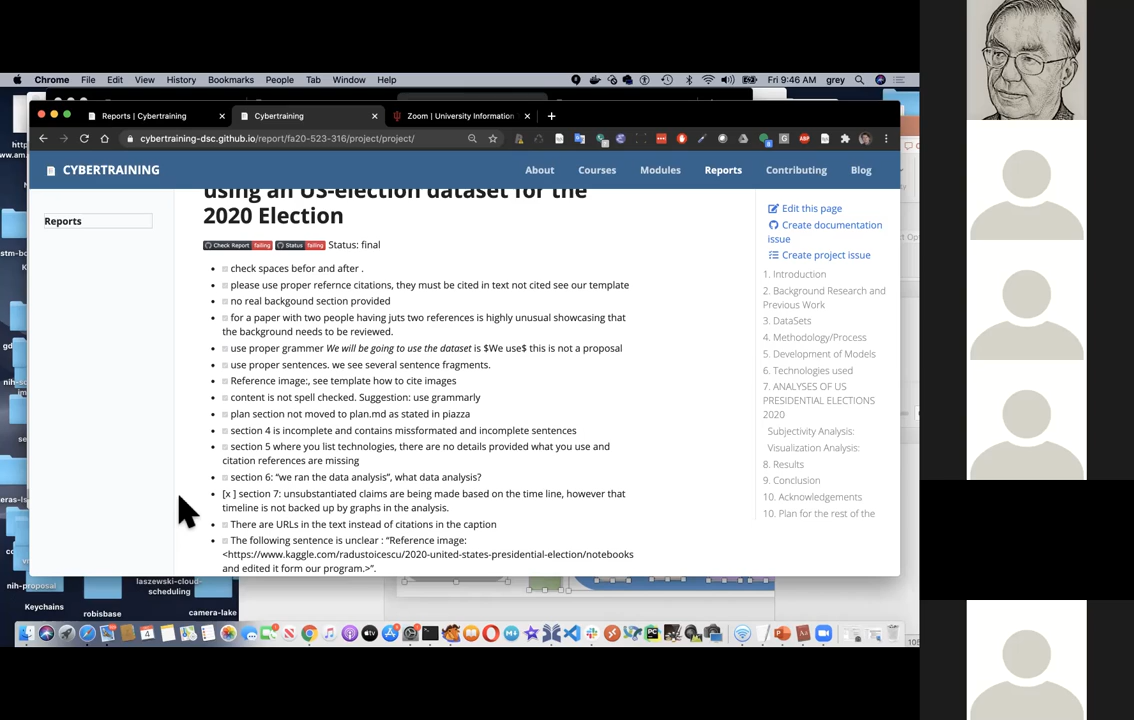 Chrome File Edit View History Bookmarks People Tab Window Help
Fri 9:46 AM grey
Reports | Cybertraining
Cybertraining
Zoom | University Information
cybertraining-dsc.github.io/report/fa20-523-316/project/project/
CYBERTRAINING
About Courses Modules Reports Contributing Blog
Reports
using an US-election dataset for the
2020 Election
Check Report failing Status failing Status: final
check spaces befor and after .
please use proper refernce citations, they must be cited in text not cited see our template
no real backgound section provided
for a paper with two people having juts two references is highly unusual showcasing that
the background needs to be reviewed.
use proper grammer We will be going to use the dataset is $We use$ this is not a proposal
use proper sentences. we see several sentence fragments.
Reference image:, see template how to cite images
content is not spell checked. Suggestion: use grammarly
plan section not moved to plan.md as stated in piazza
section 4 is incomplete and contains missformated and incomplete sentences
section 5 where you list technologies, there are no details provided what you use and
citation references are missing
section 6: “we ran the data analysis”, what data analysis?
[x ] section 7: unsubstantiated claims are being made based on the time line, however that
timeline is not backed up by graphs in the analysis.
There are URLs in the text instead of citations in the caption
The following sentence is unclear : “Reference image:
<https://www.kaggle.com/radustoicescu/2020-united-states-presidential-election/notebooks
and edited it form our program.>”.
Edit this page
Create documentation
issue
Create project issue
1. Introduction
2. Background Research and
Previous Work
3. DataSets
4. Methodology/Process
5. Development of Models
6. Technologies used
7. ANALYSES OF US
PRESIDENTIAL ELECTIONS
2020
Subjectivity Analysis:
Visualization Analysis:
8. Results
9. Conclusion
10. Acknowledgements
10. Plan for the rest of the
nih-proposal
Keychains
robisbase
laszewski-cloud-
scheduling
camera-lake